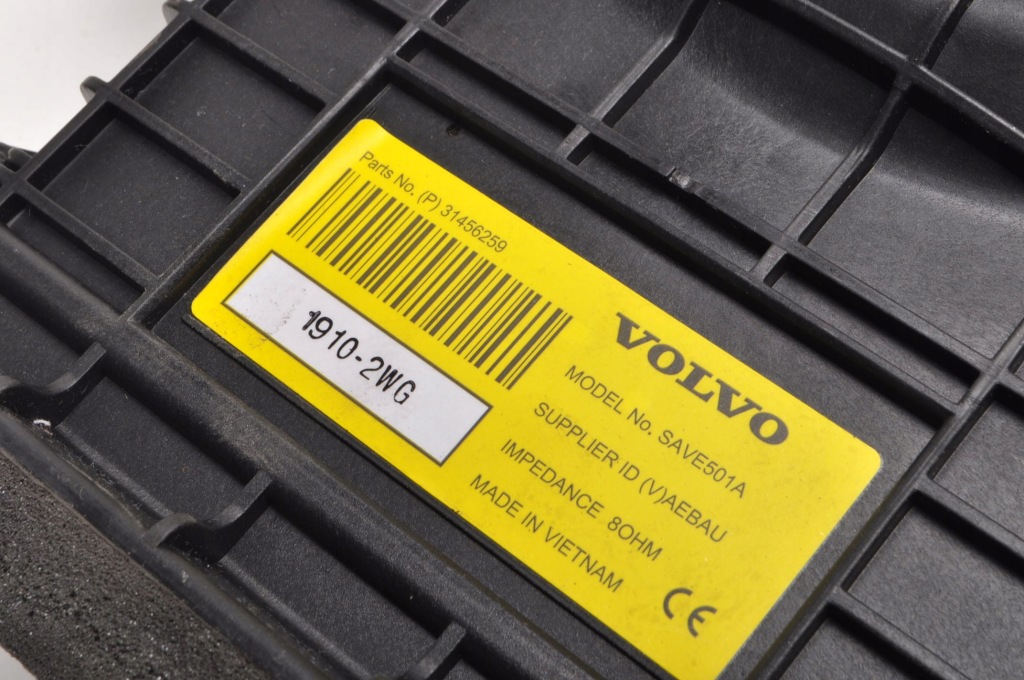 Parts No. (P) 31456259
1910-2WG
VOLVO
MODEL No. SAVE501A
SUPPLIER ID (V)AEBAU
IMPEDANCE 8OHM
MADE IN VIETNAM
CE